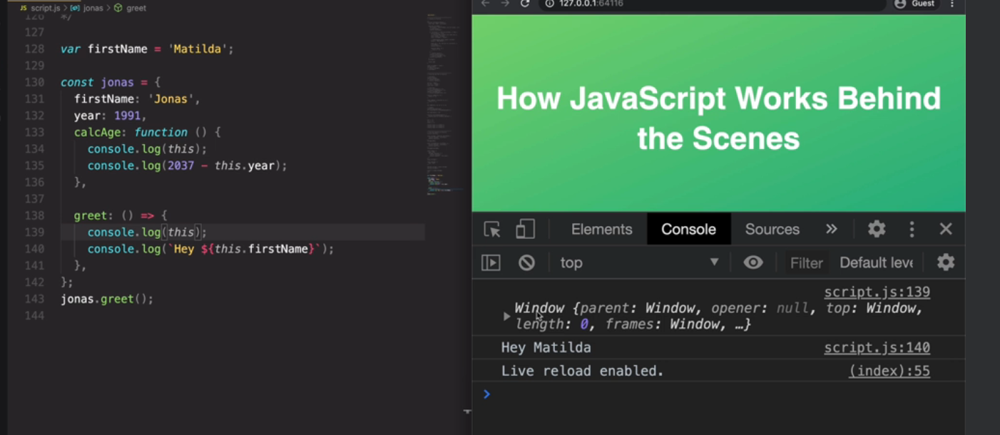 JS script.js > jonas > greet
126 */
127
128 var firstName = 'Matilda';
129
130 const jonas = {
131 firstName: 'Jonas',
132 year: 1991,
133 calcAge: function () {
134 console.log(this);
135 console.log(2037 - this.year);
136 },
137
138 greet: () => {
139 console.log(this);
140 console.log(`Hey ${this.firstName}`);
141 },
142 };
143 jonas.greet();
144
127.0.0.1:64116
Guest
How JavaScript Works Behind
the Scenes
Elements Console Sources »
top Filter Default leve
script.js:139
Window {parent: Window, opener: null, top: Window,
length: 0, frames: Window, …}
Hey Matilda script.js:140
Live reload enabled. (index):55
>